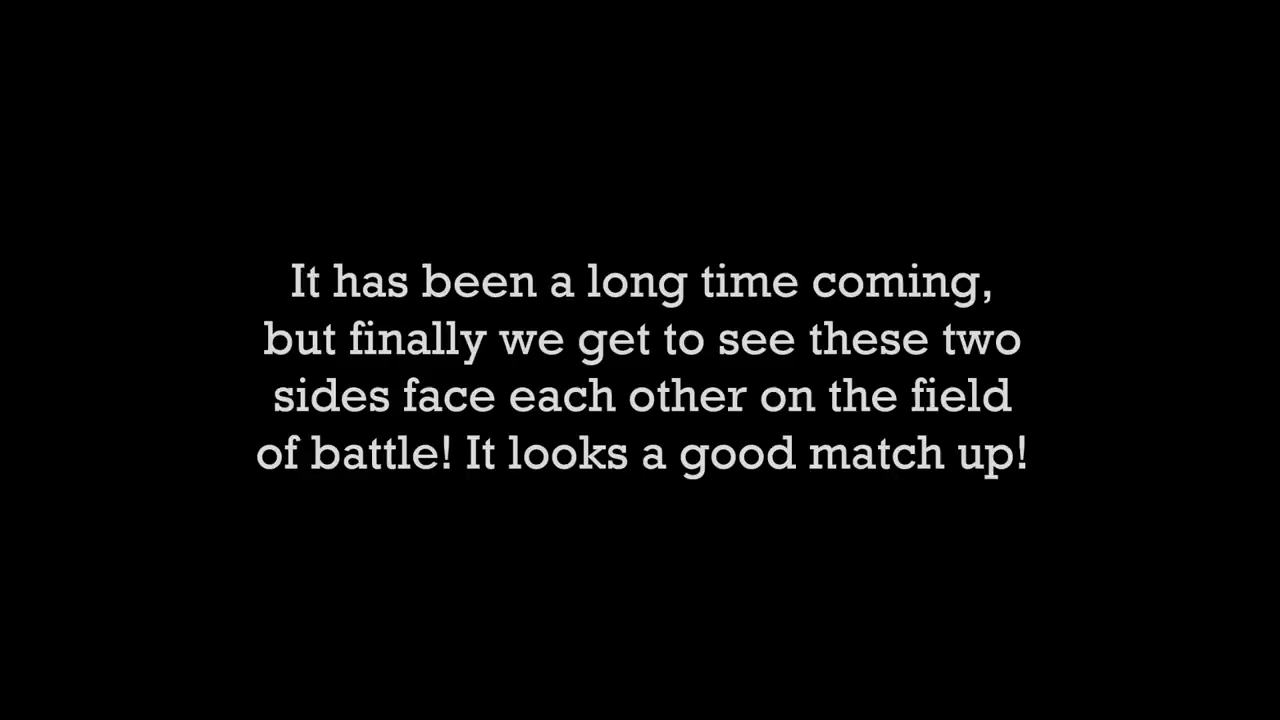 It has been a long time coming,
but finally we get to see these two
sides face each other on the field
of battle! It looks a good match up!